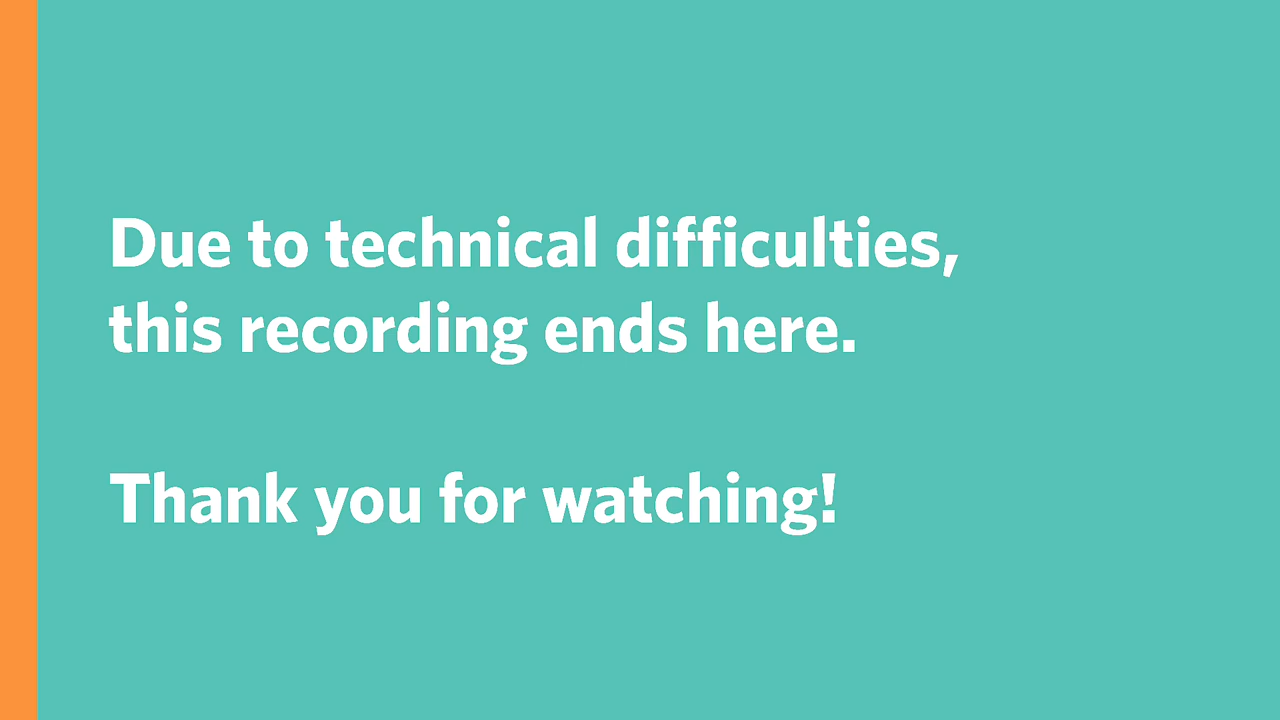 Due to technical difficulties,
this recording ends here.
Thank you for watching!